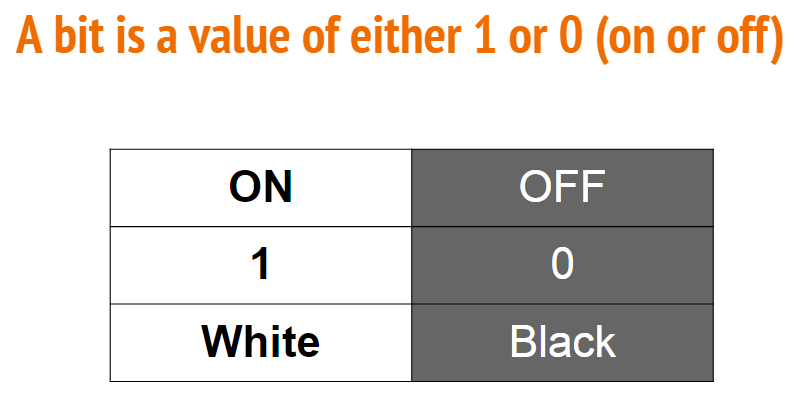 A bit is a value of either 1 or 0 (on or off)
ON OFF
1 0
White Black